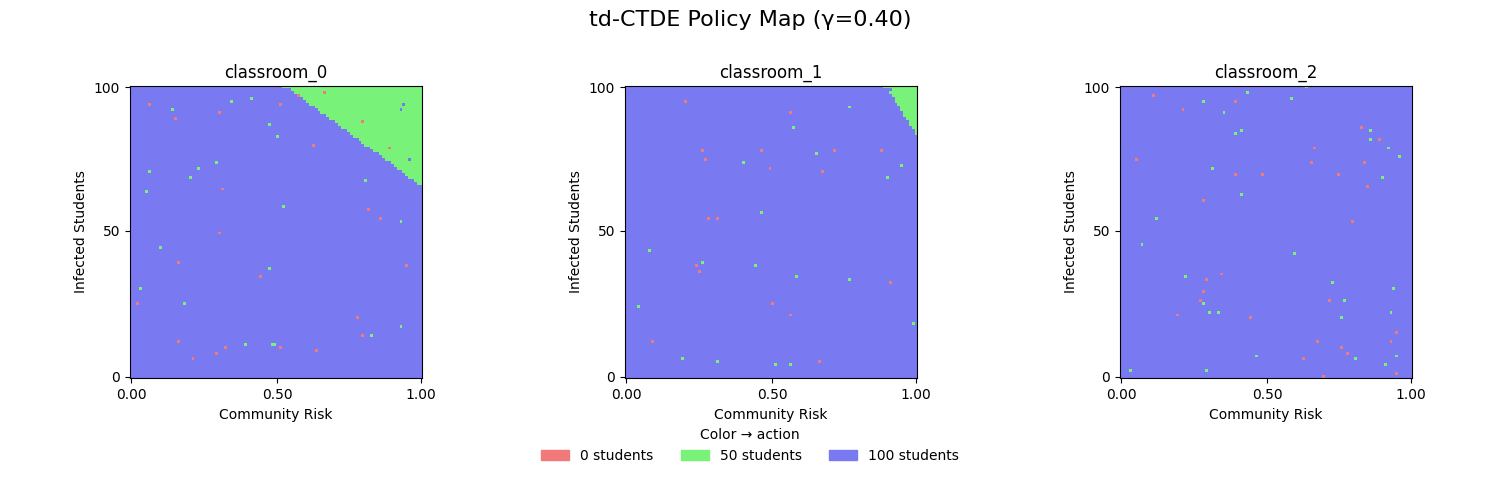 td-CTDE Policy Map (γ=0.40)
classroom_0
classroom_1
classroom_2
100
50
0
Infected Students
0.00
0.50
1.00
Community Risk
100
50
0
Infected Students
0.00
0.50
1.00
Community Risk
100
50
0
Infected Students
0.00
0.50
1.00
Community Risk
Color → action
0 students
50 students
100 students